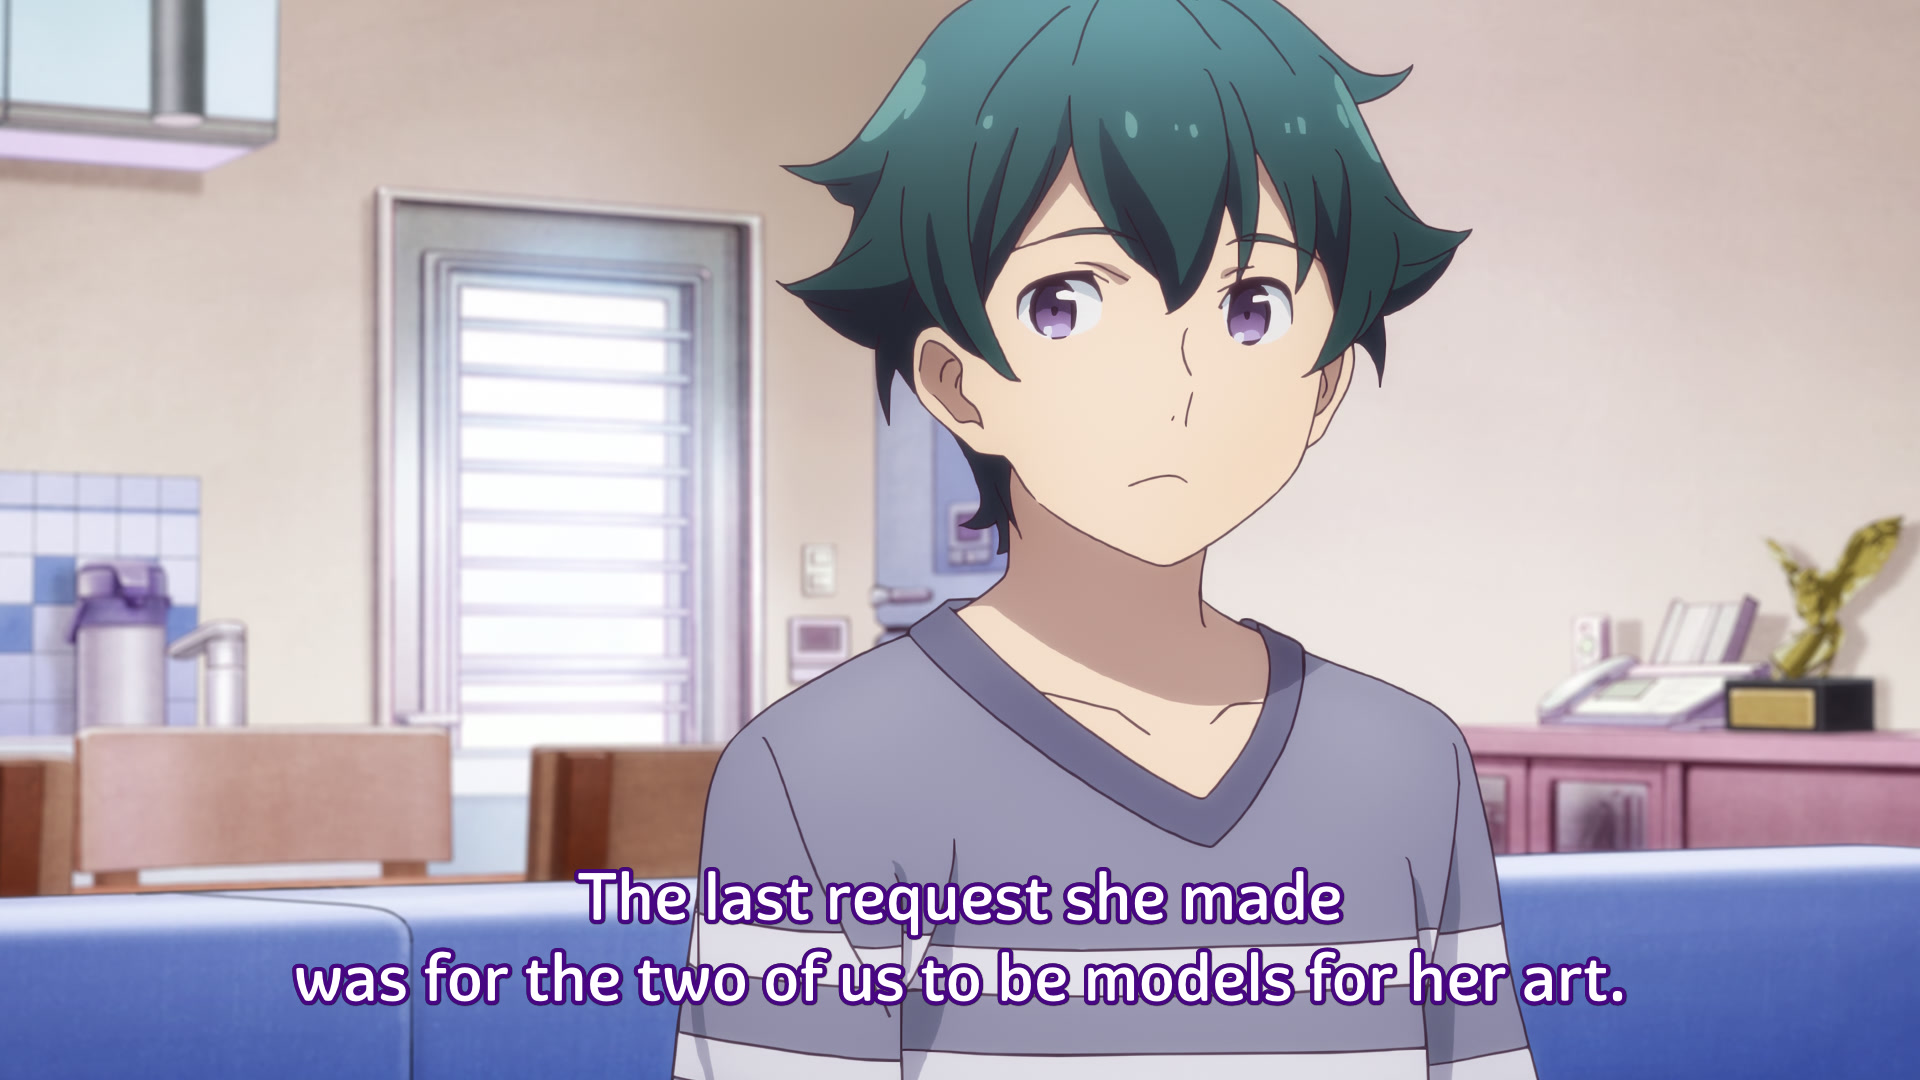 The last request she made
was for the two of us to be models for her art.